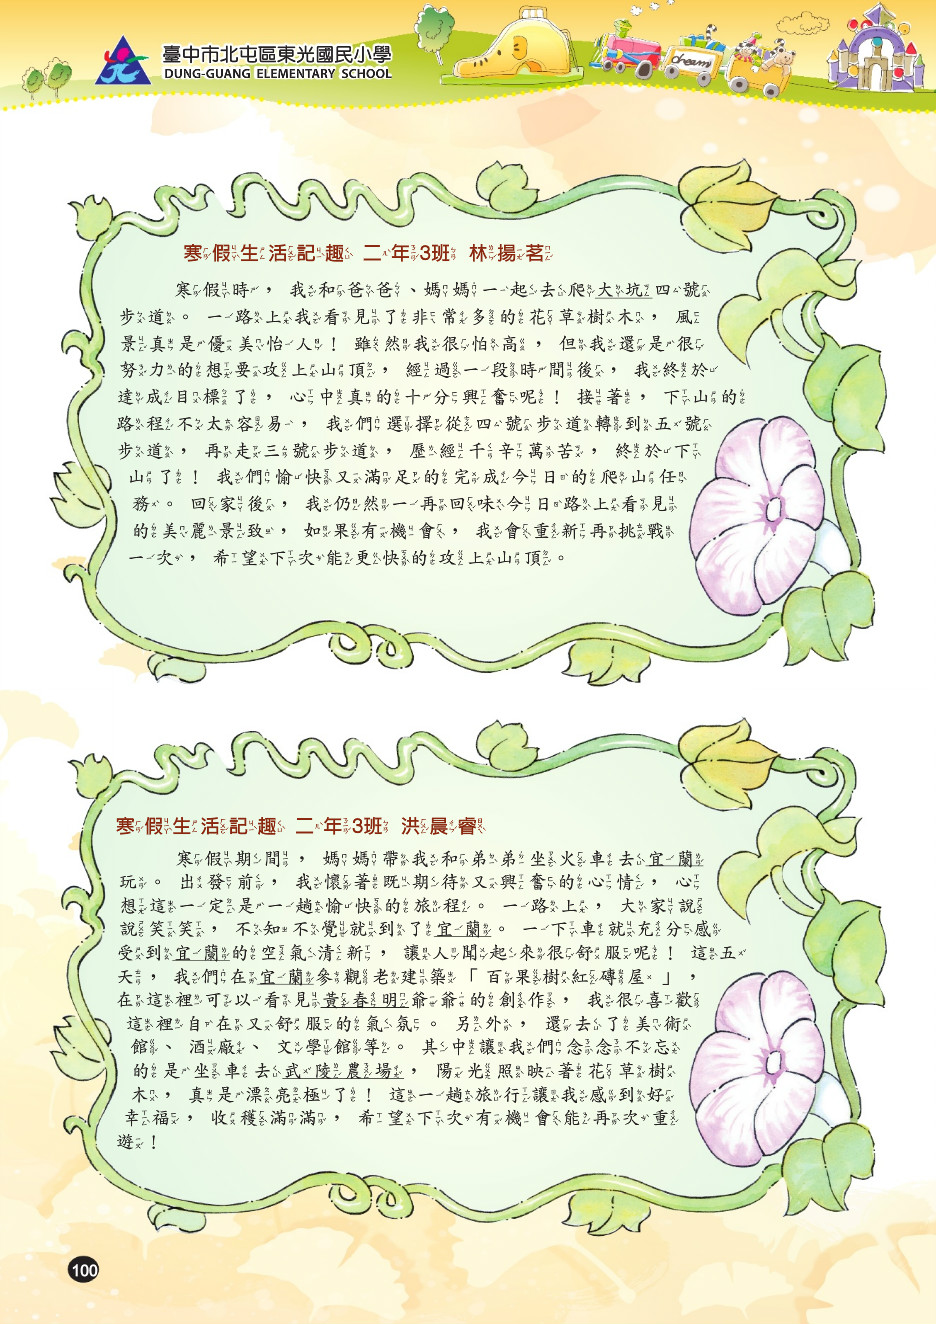 臺中市北屯區東光國民小學
DUNG-GUANG ELEMENTARY SCHOOL
dream
寒假生活記趣 二年3班 林揚茗
寒假時，我和爸爸、媽媽一起去爬大坑四號
步道。一路上我看見了非常多的花草樹木，風
景真是優美怡人！雖然我很怕高，但我還是很
努力的想要攻上山頂，經過一段時間後，我終於
達成目標了，心中真的十分興奮呢！接著，下山的
路程不太容易，我們選擇從四號步道轉到五號
步道，再走三號步道，歷經千辛萬苦，終於下
山了！我們愉快又滿足的完成今日的爬山任
務。回家後，我仍然一再回味今日路上看見
的美麗景致，如果有機會，我會重新再挑戰
一次，希望下次能更快的攻上山頂。
寒假生活記趣 二年3班 洪晨睿
寒假期間，媽媽帶我和弟弟坐火車去宜蘭
玩。出發前，我懷著既期待又興奮的心情，心
想這一定是一趟愉快的旅程。一路上，大家說
說笑笑，不知不覺就到了宜蘭。一下車就充分感
受到宜蘭的空氣清新，讓人聞起來很舒服呢！這五
天，我們在宜蘭參觀老建築「百果樹紅磚屋」，
在這裡可以看見黃春明爺爺的創作，我很喜歡
這裡自在又舒服的氣氛。另外，還去了美術
館、酒廠、文學館等。其中讓我們念念不忘
的是坐車去武陵農場，陽光照映著花草樹
木，真是漂亮極了！這一趟旅行讓我感到好
幸福，收穫滿滿，希望下次有機會能再次重
遊！
100